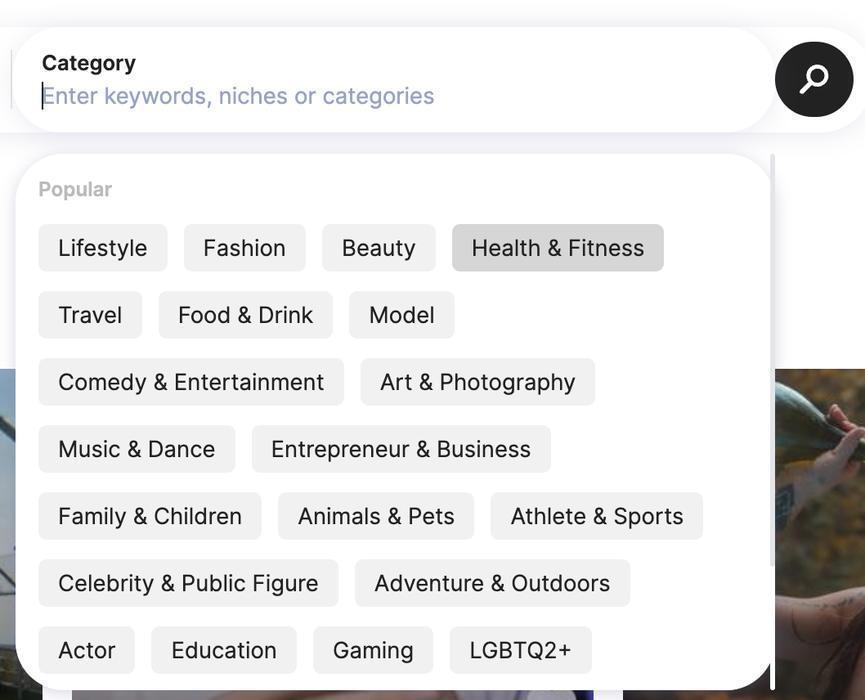 Category
Enter keywords, niches or categories
Popular
Lifestyle Fashion Beauty Health & Fitness
Travel Food & Drink Model
Comedy & Entertainment Art & Photography
Music & Dance Entrepreneur & Business
Family & Children Animals & Pets Athlete & Sports
Celebrity & Public Figure Adventure & Outdoors
Actor Education Gaming LGBTQ2+